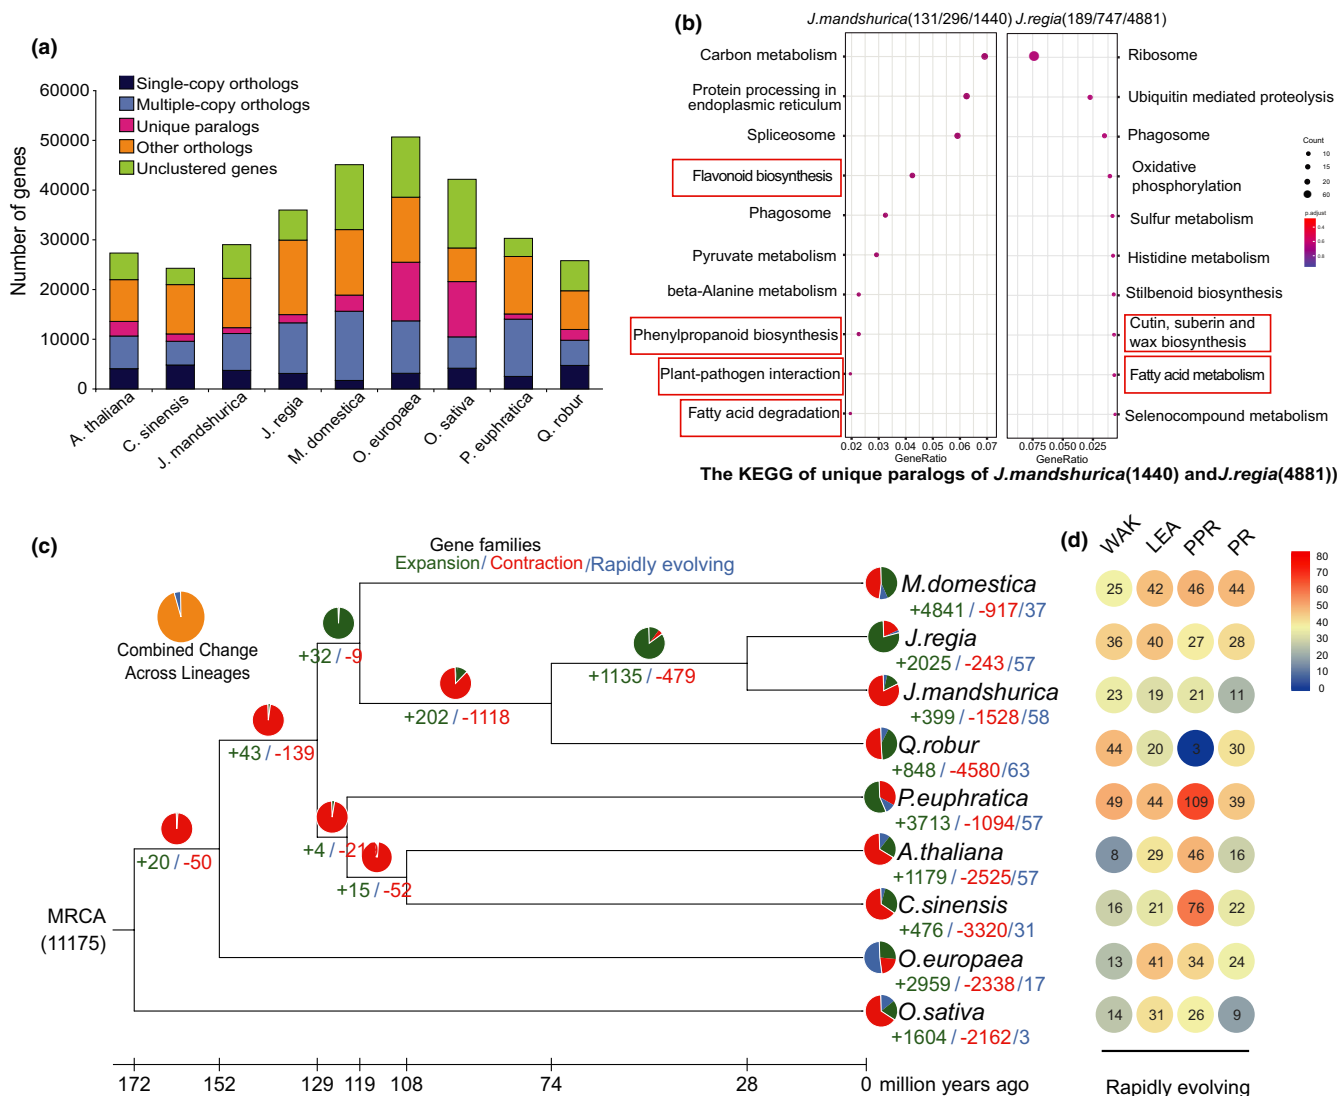 (a)
Number of genes
60000
50000
40000
30000
20000
10000
0
Single-copy orthologs
Multiple-copy orthologs
Unique paralogs
Other orthologs
Unclustered genes
A. thaliana
C. sinensis
J. mandshurica
J. regia
M. domestica
O. europaea
O. sativa
P. euphratica
Q. robur
(b)
J.mandshurica(131/296/1440) J.regia(189/747/4881)
Carbon metabolism
Protein processing in
endoplasmic reticulum
Spliceosome
Flavonoid biosynthesis
Phagosome
Pyruvate metabolism
beta-Alanine metabolism
Phenylpropanoid biosynthesis
Plant-pathogen interaction
Fatty acid degradation
0.02 0.03 0.04 0.05 0.06 0.07
GeneRatio
0.075 0.050 0.025
GeneRatio
Ribosome
Ubiquitin mediated proteolysis
Phagosome
Oxidative
phosphorylation
Sulfur metabolism
Histidine metabolism
Stilbenoid biosynthesis
Cutin, suberin and
wax biosynthesis
Fatty acid metabolism
Selenocompound metabolism
Count
10
15
20
60
p.adjust
0.4
0.6
0.8
The KEGG of unique paralogs of J.mandshurica(1440) andJ.regia(4881))
(c)
Gene families
Expansion/ Contraction /Rapidly evolving
Combined Change
Across Lineages
MRCA
(11175)
+20 / -50
+43 / -139
+32 / -9
+202 / -1118
+1135 / -479
+4 /
+15 / -52
M.domestica
+4841 / -917/37
J.regia
+2025 / -243/57
J.mandshurica
+399 / -1528/58
Q.robur
+848 / -4580/63
P.euphratica
+3713 / -1094/57
A.thaliana
+1179 / -2525/57
C.sinensis
+476 / -3320/31
O.europaea
+2959 / -2338/17
O.sativa
+1604 / -2162/3
172 152 129 119 108 74 28 0 million years ago
(d)
WAK LEA PPR PR
25 42 46 44
36 40 27 28
23 19 21 11
44 20 3 30
49 44 109 39
8 29 46 16
16 21 76 22
13 41 34 24
14 31 26 9
Rapidly evolving
80
70
60
50
40
30
20
10
0